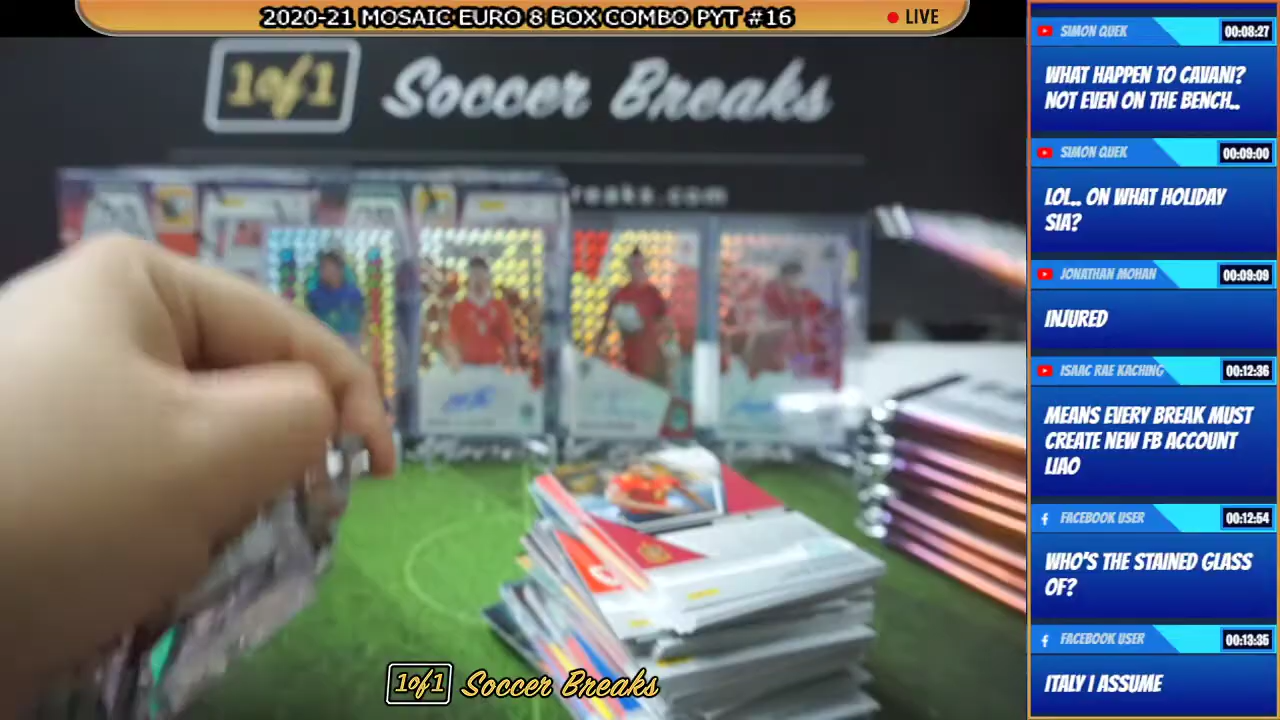 2020-21 MOSAIC EURO 8 BOX COMBO PYT #16
LIVE
1of1 Soccer Breaks
reaks.com
1of1 Soccer Breaks
SIMON QUEK 00:08:27
WHAT HAPPEN TO CAVANI?
NOT EVEN ON THE BENCH..
SIMON QUEK 00:09:00
LOL.. ON WHAT HOLIDAY
SIA?
JONATHAN MOHAN 00:09:09
INJURED
ISAAC RAE KACHING 00:12:36
MEANS EVERY BREAK MUST
CREATE NEW FB ACCOUNT
LIAO
FACEBOOK USER 00:12:54
WHO'S THE STAINED GLASS
OF?
FACEBOOK USER 00:13:35
ITALY I ASSUME